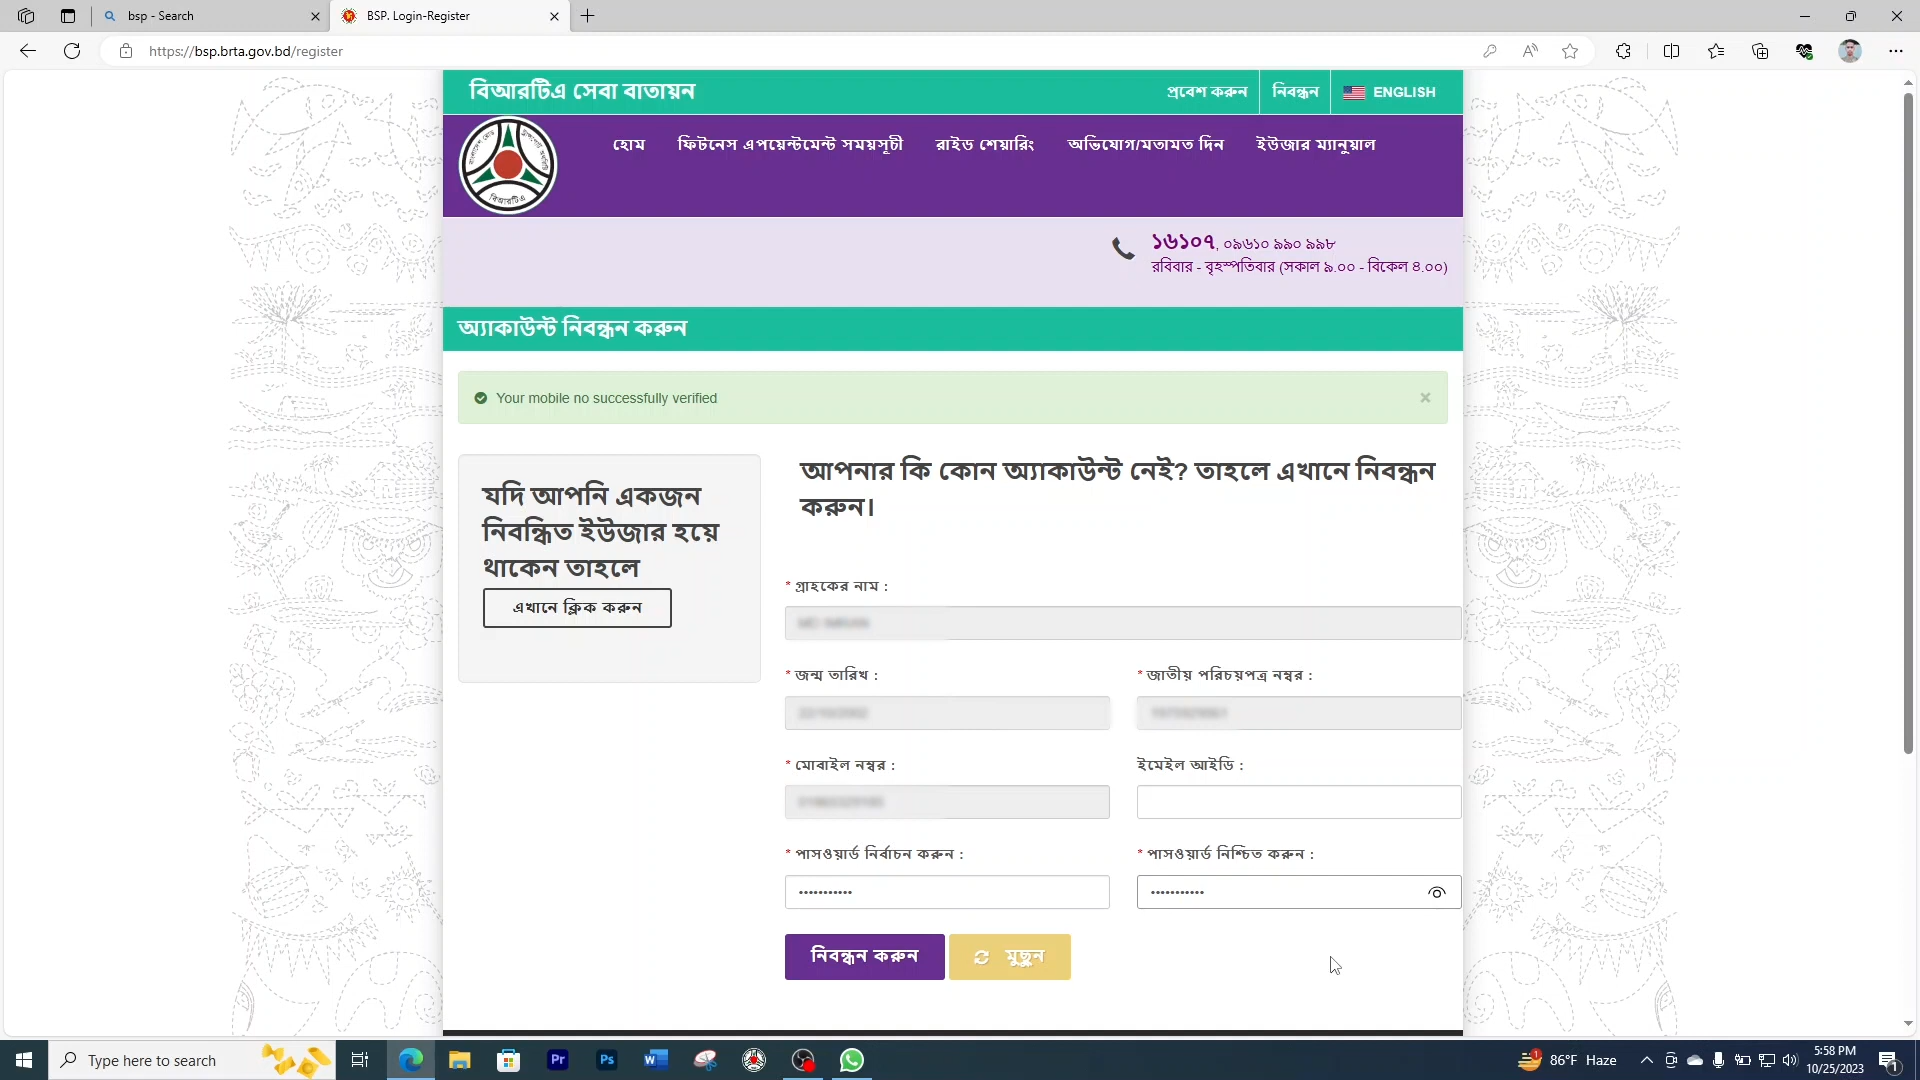 bsp - Search
BSP. Login-Register
https://bsp.brta.gov.bd/register
বিআরটিএ সেবা বাতায়ন
প্রবেশ করুন
নিবন্ধন
ENGLISH
হোম
ফিটনেস এপয়েন্টমেন্ট সময়সূচী
রাইড শেয়ারিং
অভিযোগ/মতামত দিন
ইউজার ম্যানুয়াল
বিআরটিএ
১৬১০৭, ০৯৬১০ ৯৯০ ৯৯৮
রবিবার - বৃহস্পতিবার (সকাল ৯.০০ - বিকেল ৪.০০)
অ্যাকাউন্ট নিবন্ধন করুন
Your mobile no successfully verified
যদি আপনি একজন
নিবন্ধিত ইউজার হয়ে
থাকেন তাহলে
এখানে ক্লিক করুন
আপনার কি কোন অ্যাকাউন্ট নেই? তাহলে এখানে নিবন্ধন
করুন।
* গ্রাহকের নাম :
* জন্ম তারিখ :
* জাতীয় পরিচয়পত্র নম্বর :
* মোবাইল নম্বর :
ইমেইল আইডি :
* পাসওয়ার্ড নির্বাচন করুন :
* পাসওয়ার্ড নিশ্চিত করুন :
নিবন্ধন করুন
মুছুন
Type here to search
Pr
Ps
W
1
86°F Haze
5:58 PM
10/25/2023
1